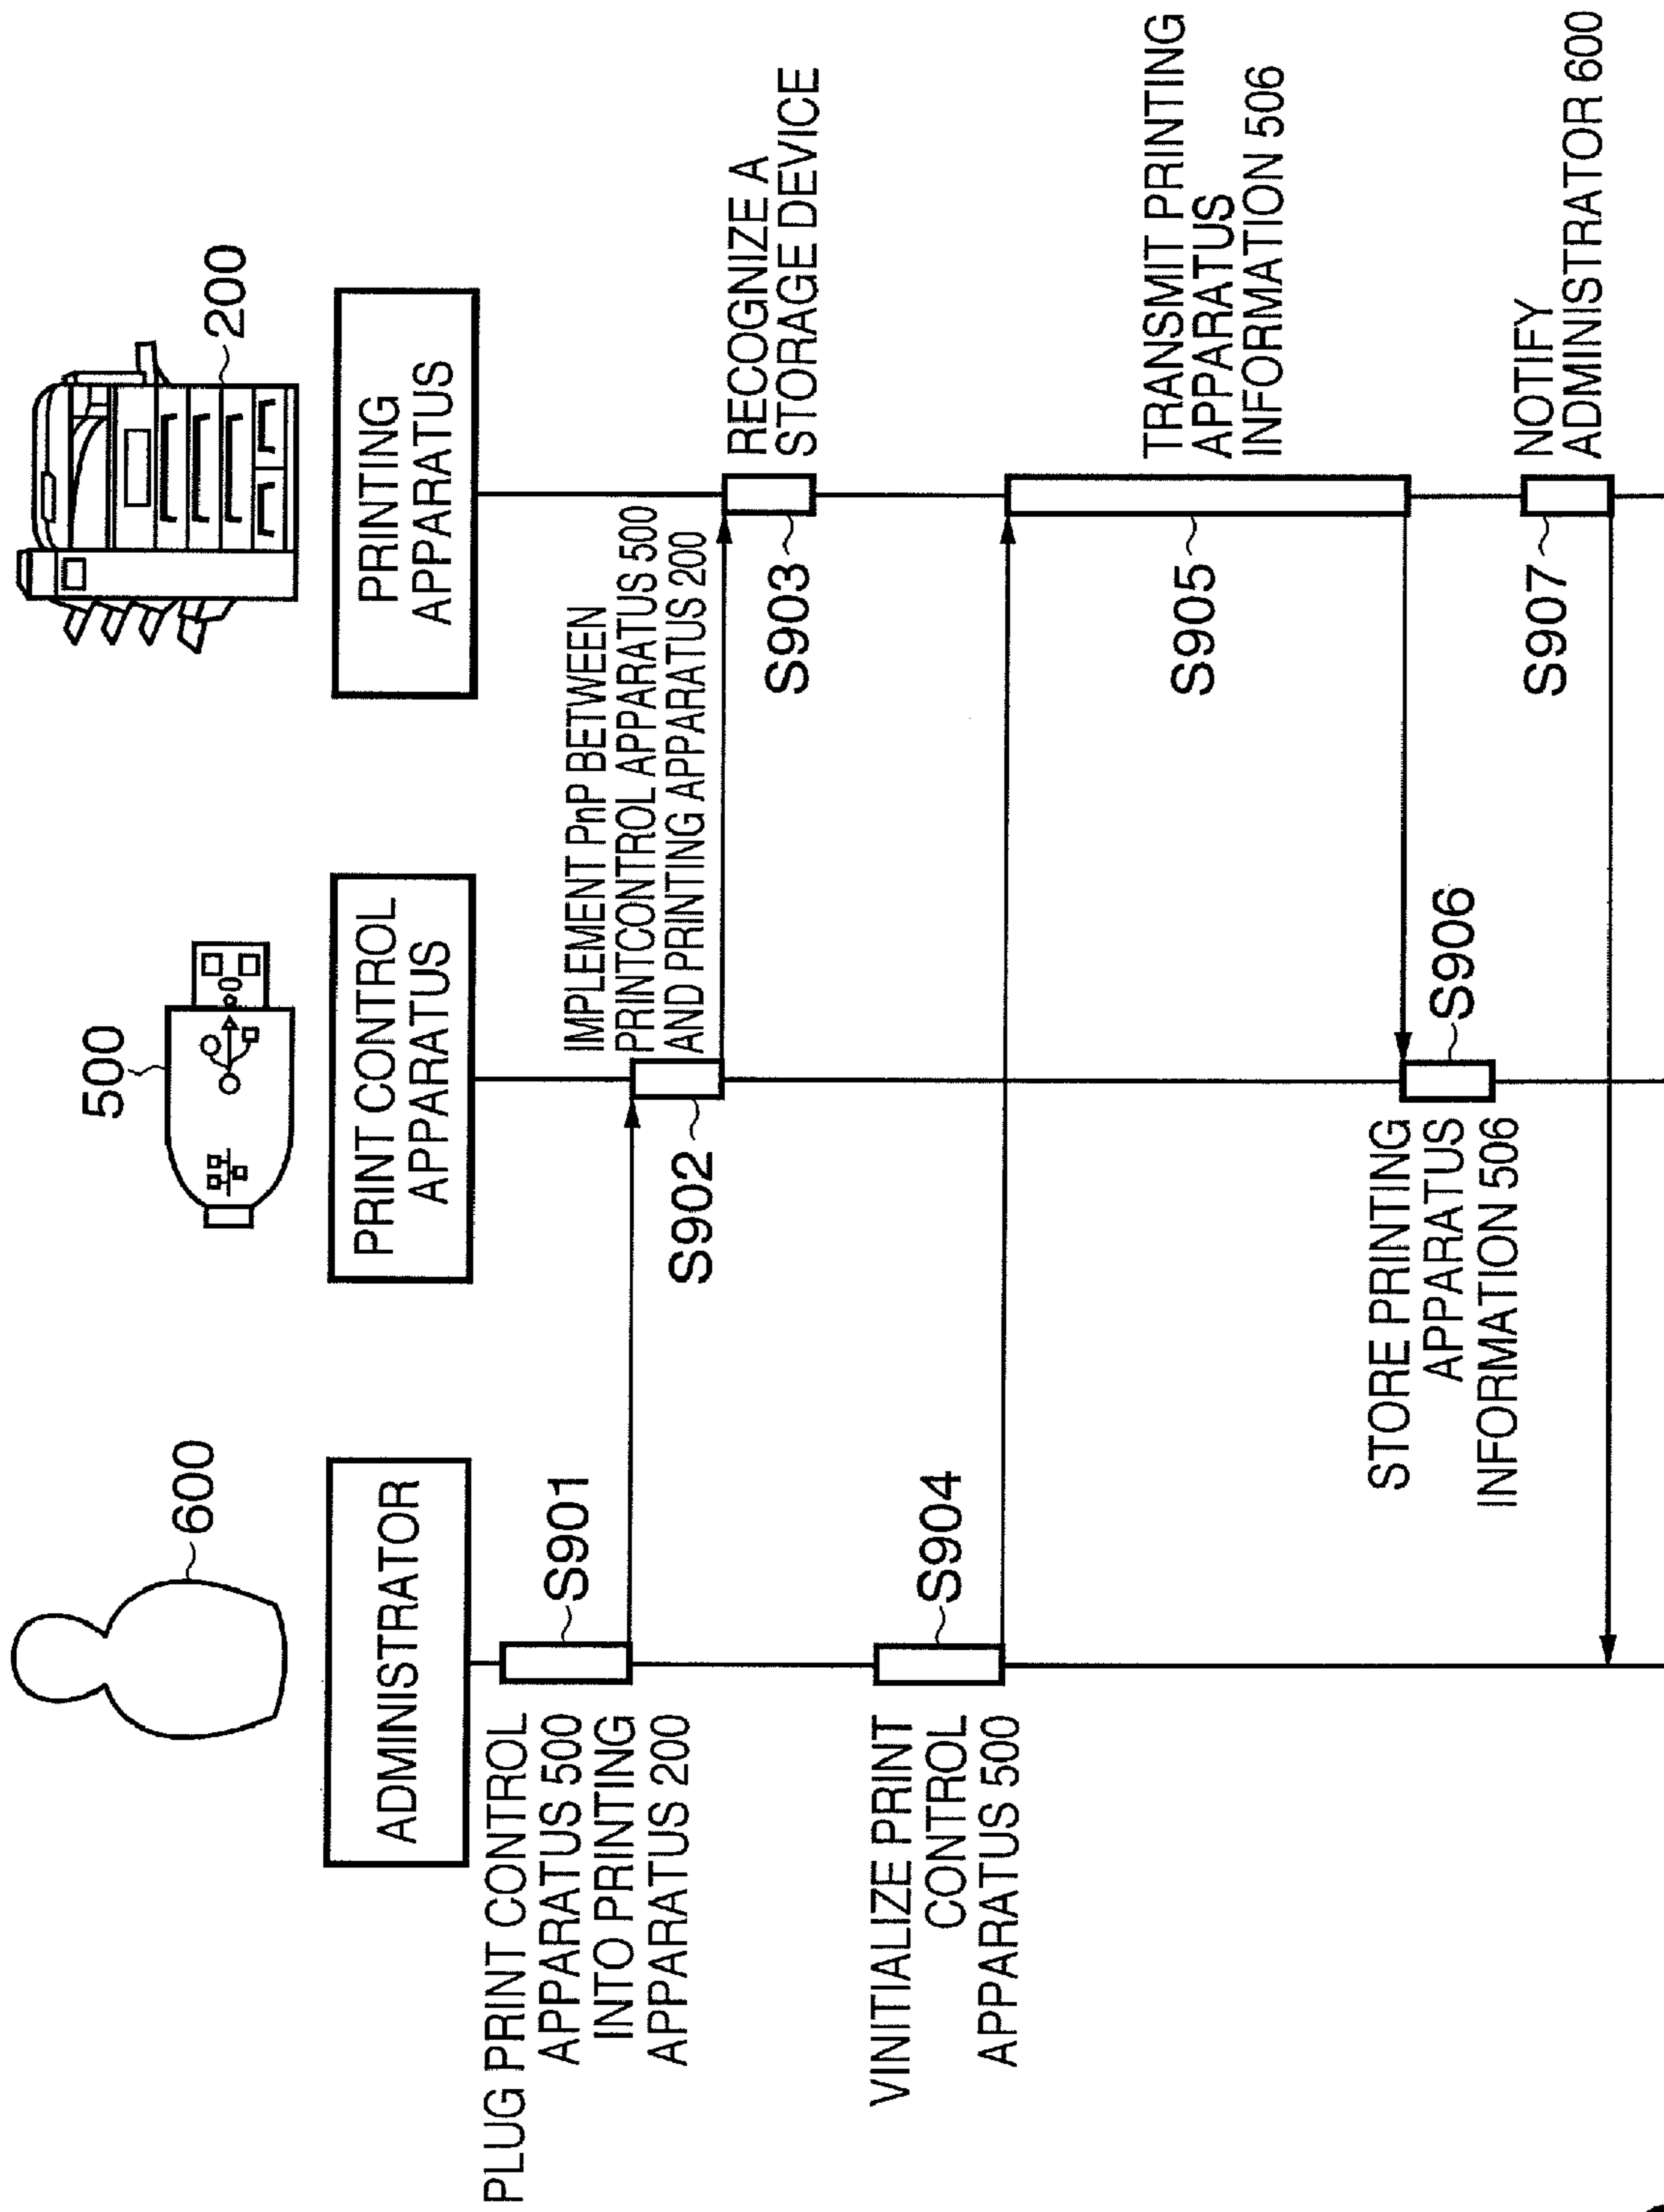 600
500
200
ADMINISTRATOR
PRINT CONTROL
APPARATUS
PRINTING
APPARATUS
PLUG PRINT CONTROL
APPARATUS 500
INTO PRINTING
APPARATUS 200
S901
IMPLEMENT PnP BETWEEN
PRINTCONTROL APPARATUS 500
AND PRINTING APPARATUS 200
S902
RECOGNIZE A
STORAGE DEVICE
S903
VINITIALIZE PRINT
CONTROL
APPARATUS 500
S904
TRANSMIT PRINTING
APPARATUS
INFORMATION 506
S905
STORE PRINTING
APPARATUS
INFORMATION 506
S906
NOTIFY
ADMINISTRATOR 600
S907